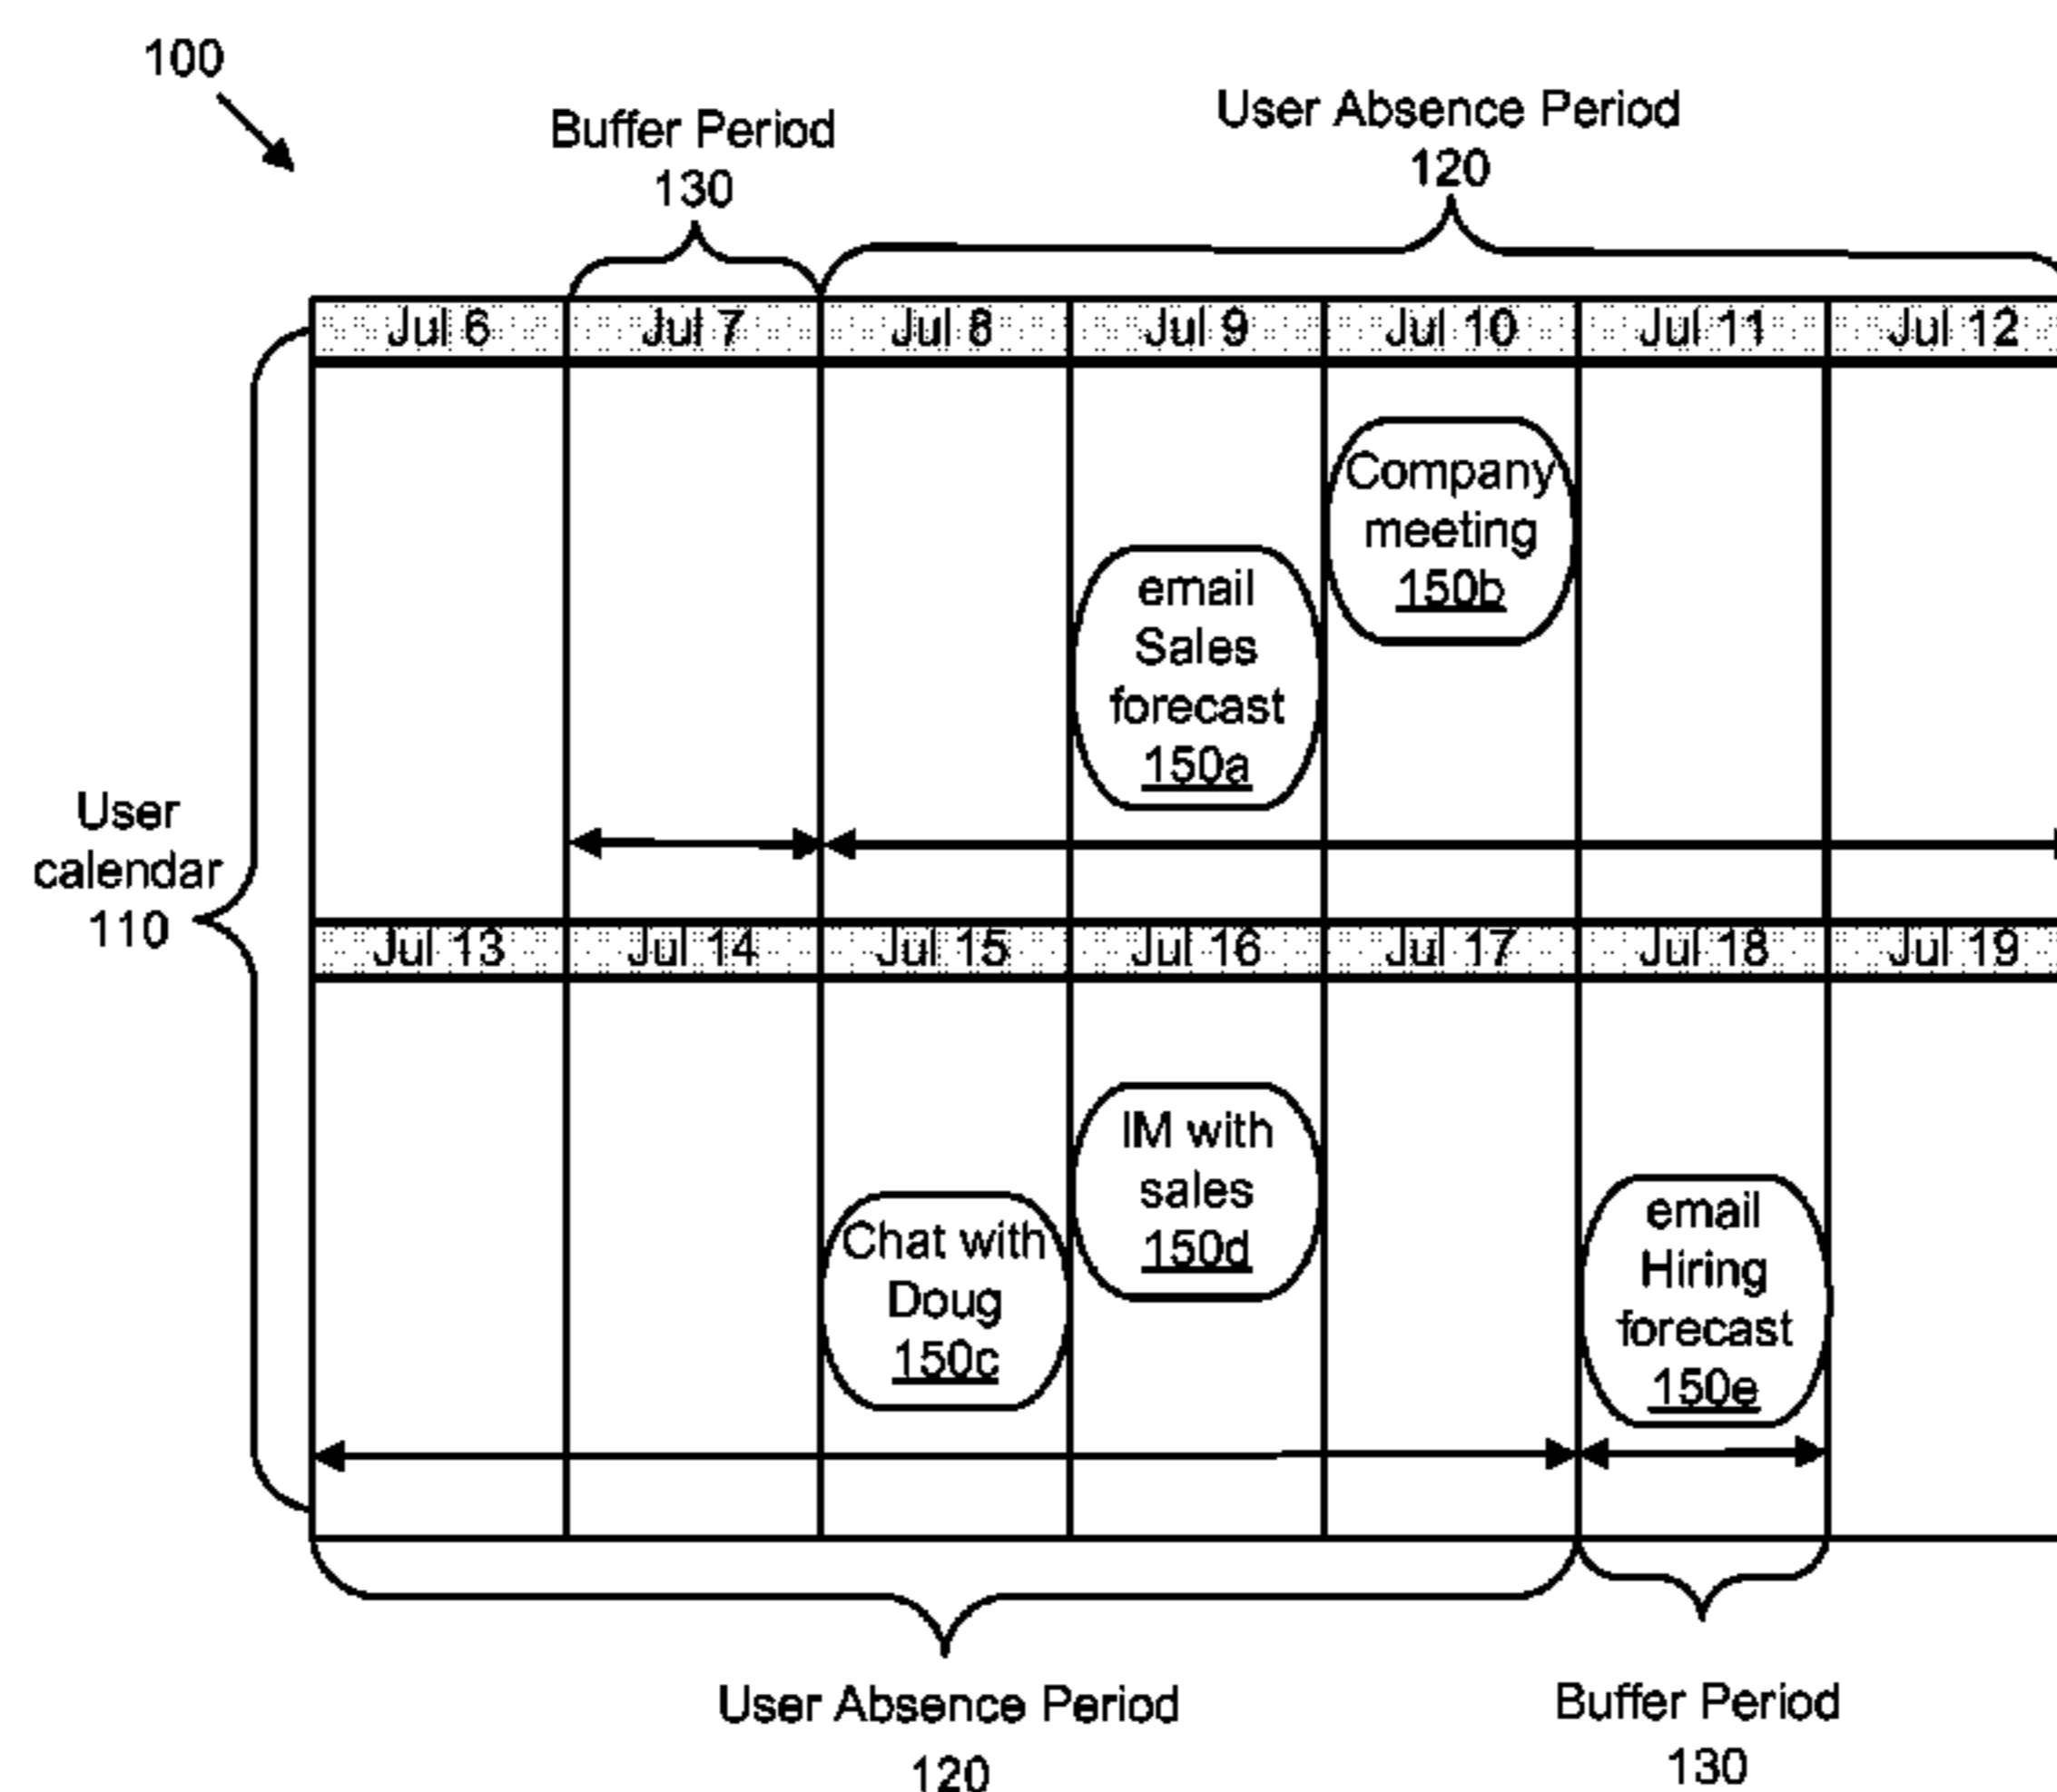 100
Buffer Period
130
User Absence Period
120
Jul 6 Jul 7 Jul 8 Jul 9 Jul 10 Jul 11 Jul 12
Company
meeting
150b
email
Sales
forecast
150a
User
calendar
110
Jul 13 Jul 14 Jul 15 Jul 16 Jul 17 Jul 18 Jul 19
IM with
sales
150d
Chat with
Doug
150c
email
Hiring
forecast
150e
User Absence Period
120
Buffer Period
130